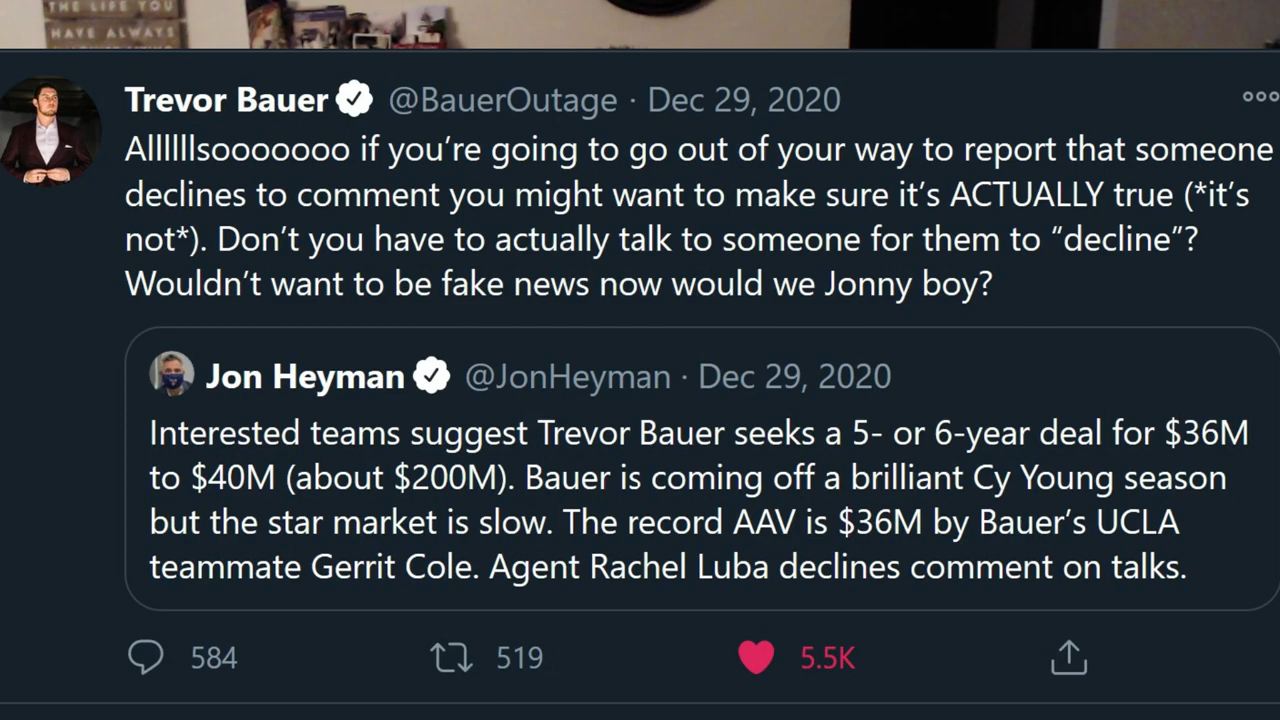 THE LIFE YOU
HAVE ALWAYS
Trevor Bauer @BauerOutage · Dec 29, 2020
Allllllsooooooo if you’re going to go out of your way to report that someone
declines to comment you might want to make sure it’s ACTUALLY true (*it’s
not*). Don’t you have to actually talk to someone for them to “decline”?
Wouldn’t want to be fake news now would we Jonny boy?
Jon Heyman @JonHeyman · Dec 29, 2020
Interested teams suggest Trevor Bauer seeks a 5- or 6-year deal for $36M
to $40M (about $200M). Bauer is coming off a brilliant Cy Young season
but the star market is slow. The record AAV is $36M by Bauer’s UCLA
teammate Gerrit Cole. Agent Rachel Luba declines comment on talks.
584 519 5.5K